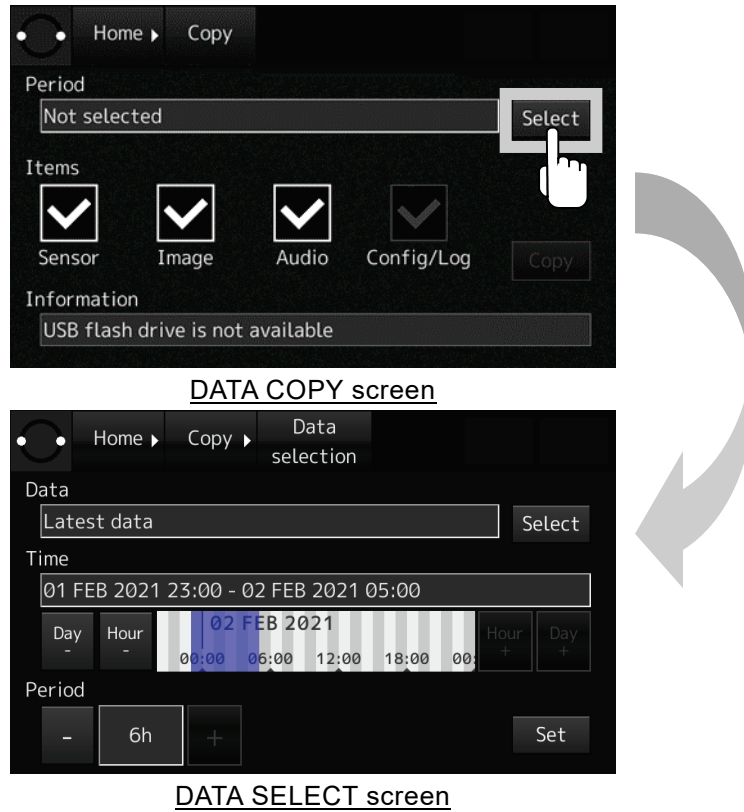 Home Copy
Period
Not selected Select
Items
Sensor Image Audio Config/Log Copy
Information
USB flash drive is not available
DATA COPY screen
Home Copy Data selection
Data
Latest data Select
Time
01 FEB 2021 23:00 - 02 FEB 2021 05:00
Day - Hour - 02 FEB 2021 Hour + Day +
00:00 06:00 12:00 18:00 00:
Period
- 6h + Set
DATA SELECT screen